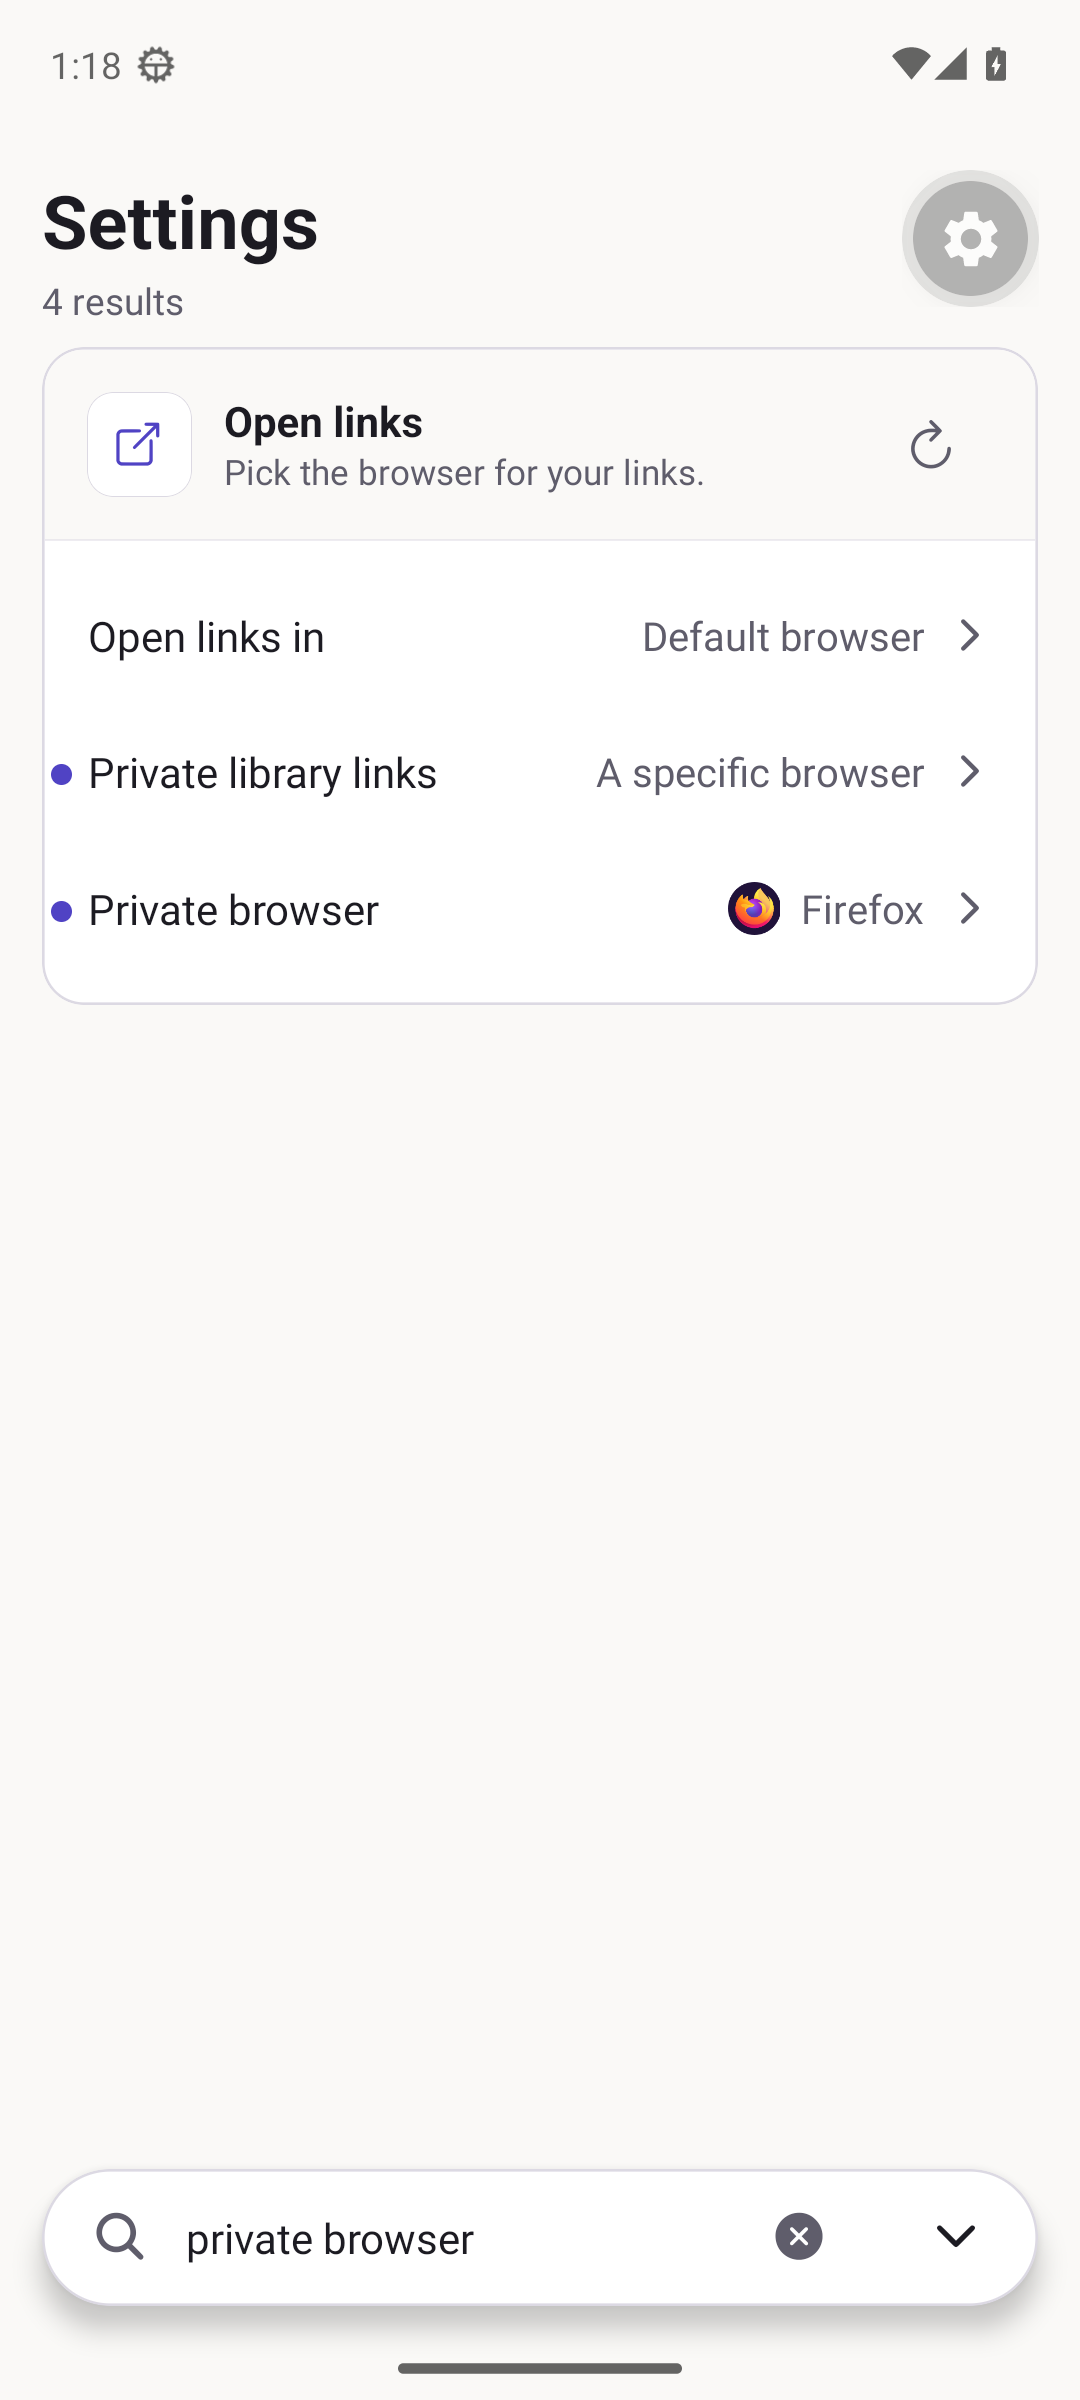 1:18
Settings
4 results
Open links
Pick the browser for your links.
Open links in
Default browser
Private library links
A specific browser
Private browser
Firefox
private browser